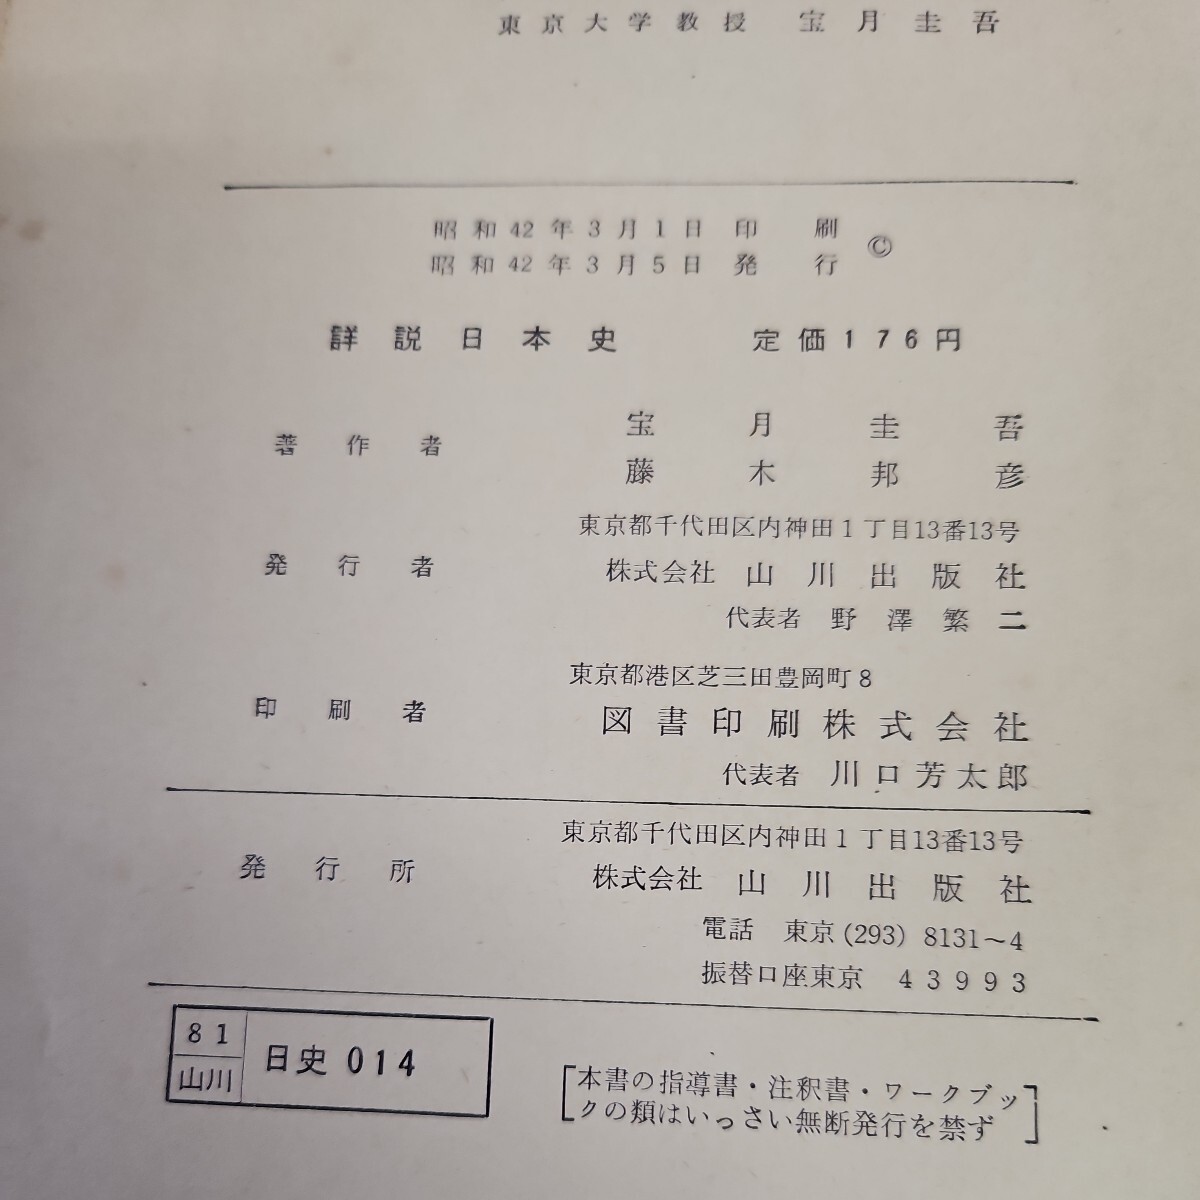 東京大学教授 宝月圭吾
昭和42年3月1日 印刷
昭和42年3月5日 発行
©
詳説日本史 定価176円
著作者
宝月圭吾
藤木邦彦
東京都千代田区内神田1丁目13番13号
発行者 株式会社 山川出版社
代表者 野澤繁二
東京都港区芝三田豊岡町8
印刷者 図書印刷株式会社
代表者 川口芳太郎
東京都千代田区内神田1丁目13番13号
発行所 株式会社 山川出版社
電話 東京(293) 8131~4
振替口座東京 43993
81
山川
日史 014
[本書の指導書・注釈書・ワークブッ
クの類はいっさい無断発行を禁ず]